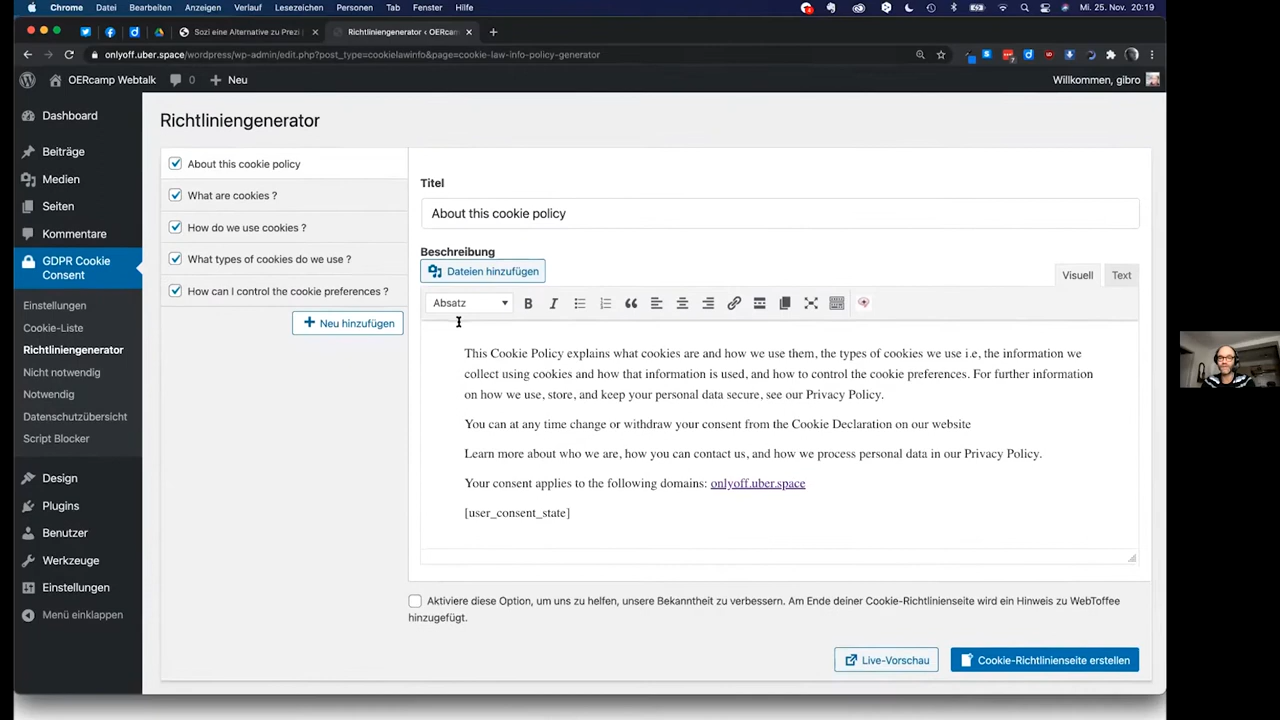 Chrome Datei Bearbeiten Anzeigen Verlauf Lesezeichen Personen Tab Fenster Hilfe Mi. 25. Nov. 20:19
Sozi eine Alternative zu Prezi Richtliniengenerator ‹ OERcam
onlyoff.uber.space/wordpress/wp-admin/edit.php?post_type=cookielawinfo&page=cookie-law-info-policy-generator
OERcamp Webtalk 0 Neu Willkommen, gibro
Dashboard
Beiträge
Medien
Seiten
Kommentare
GDPR Cookie
Consent
Einstellungen
Cookie-Liste
Richtliniengenerator
Nicht notwendig
Notwendig
Datenschutzübersicht
Script Blocker
Design
Plugins
Benutzer
Werkzeuge
Einstellungen
Menü einklappen
Richtliniengenerator
About this cookie policy
What are cookies ?
How do we use cookies ?
What types of cookies do we use ?
How can I control the cookie preferences ?
Neu hinzufügen
Titel
About this cookie policy
Beschreibung
Dateien hinzufügen
Visuell Text
Absatz
This Cookie Policy explains what cookies are and how we use them, the types of cookies we use i.e, the information we
collect using cookies and how that information is used, and how to control the cookie preferences. For further information
on how we use, store, and keep your personal data secure, see our Privacy Policy.
You can at any time change or withdraw your consent from the Cookie Declaration on our website
Learn more about who we are, how you can contact us, and how we process personal data in our Privacy Policy.
Your consent applies to the following domains: onlyoff.uber.space
[user_consent_state]
Aktiviere diese Option, um uns zu helfen, unsere Bekanntheit zu verbessern. Am Ende deiner Cookie-Richtlinienseite wird ein Hinweis zu WebToffee
hinzugefügt.
Live-Vorschau Cookie-Richtlinienseite erstellen